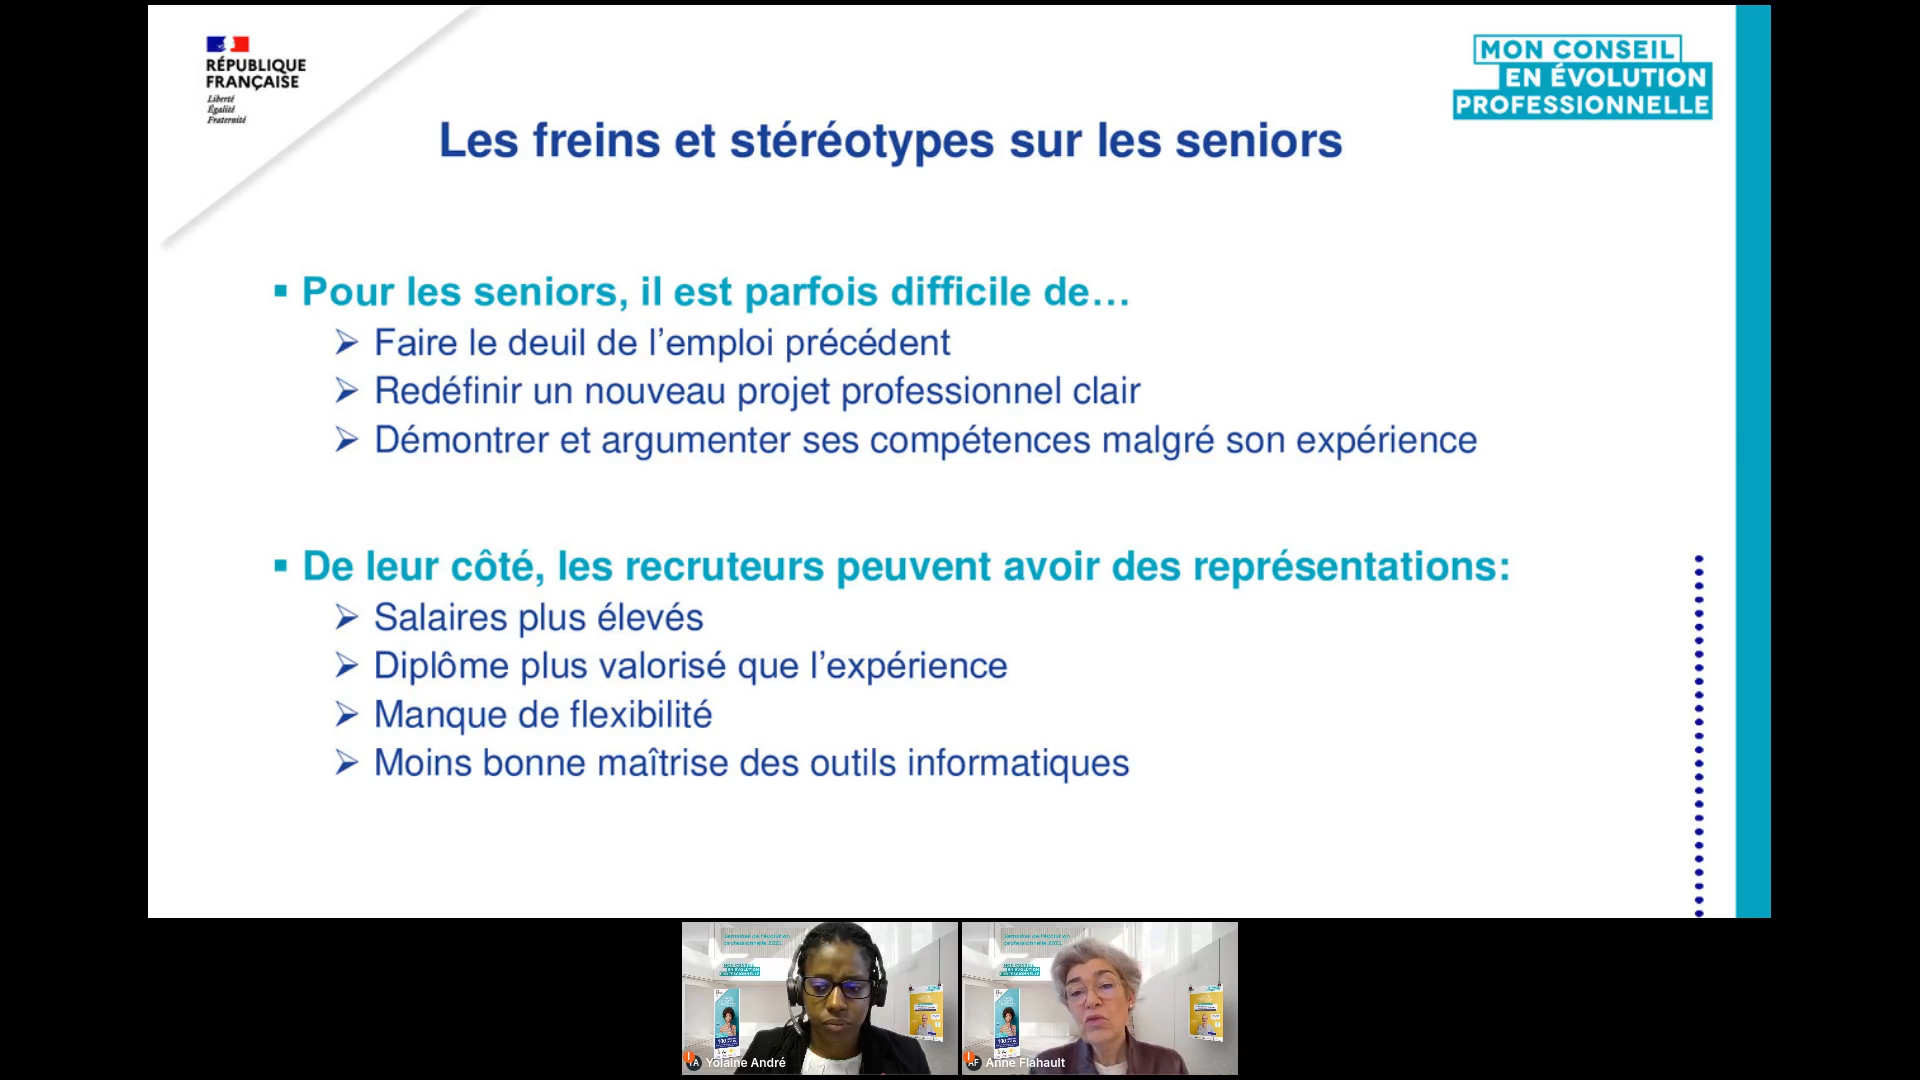 RÉPUBLIQUE
FRANÇAISE
Liberté
Égalité
Fraternité
MON CONSEIL
EN ÉVOLUTION
PROFESSIONNELLE
Les freins et stéréotypes sur les seniors
▪ Pour les seniors, il est parfois difficile de…
➢ Faire le deuil de l’emploi précédent
➢ Redéfinir un nouveau projet professionnel clair
➢ Démontrer et argumenter ses compétences malgré son expérience
▪ De leur côté, les recruteurs peuvent avoir des représentations:
➢ Salaires plus élevés
➢ Diplôme plus valorisé que l’expérience
➢ Manque de flexibilité
➢ Moins bonne maîtrise des outils informatiques
YA Yolaine André
AF Anne Flahault